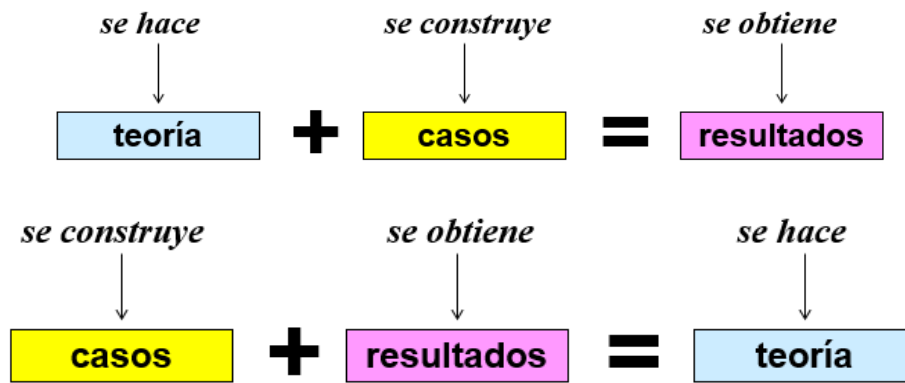 se hace se construye se obtiene
teoría + casos = resultados
se construye se obtiene se hace
casos + resultados = teoría